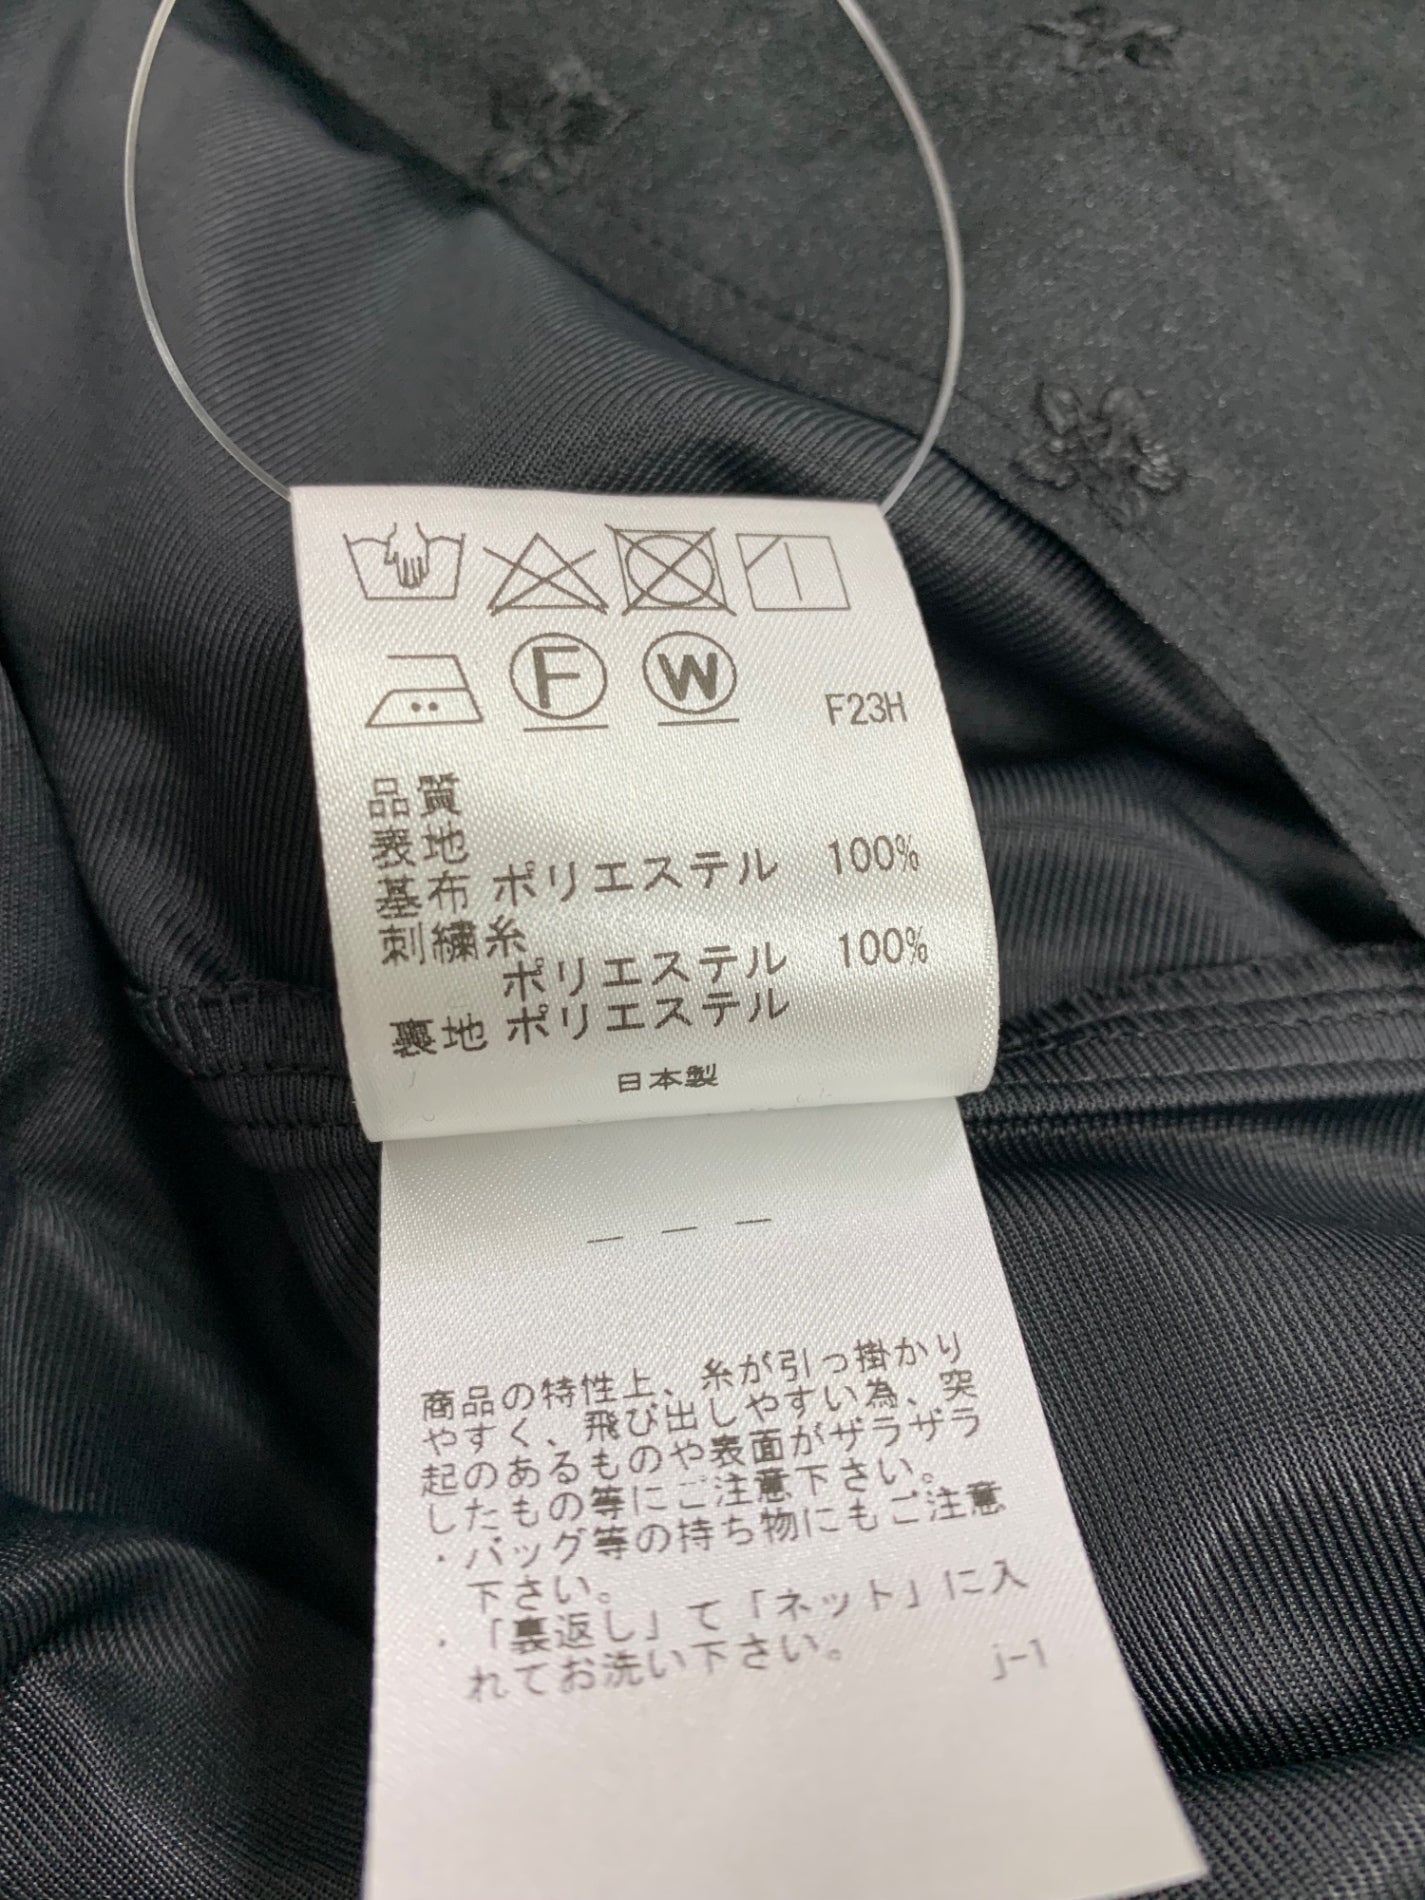 F W F23H
品質
表地
基布 ポリエステル 100%
刺繍糸
ポリエステル 100%
裏地 ポリエステル
日本製
— — —
商品の特性上、糸が引っ掛かり
やすく、飛び出しやすい為、突
起のあるものや表面がザラザラ
したもの等にご注意下さい。
・バッグ等の持ち物にもご注意
下さい。
・「裏返し」て「ネット」に入
れてお洗い下さい。
j-1